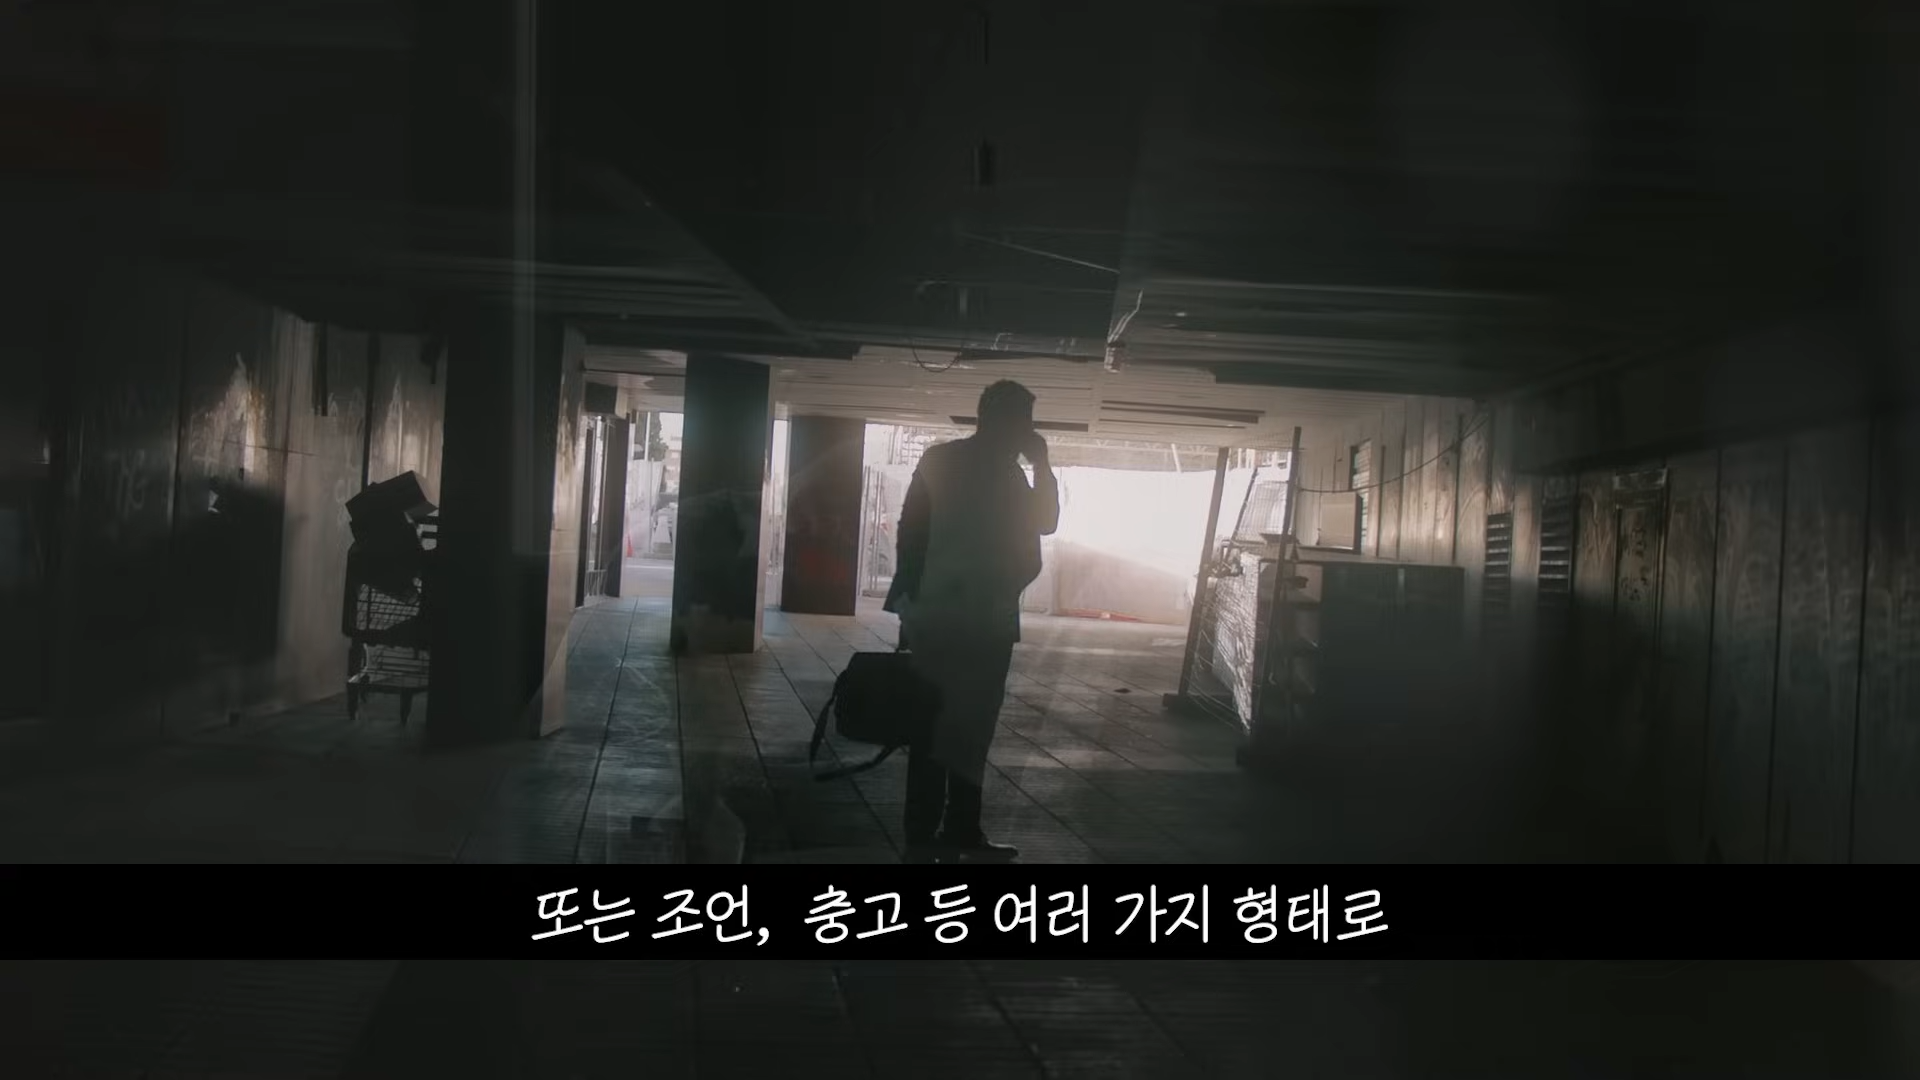 또는 조언, 충고 등 여러 가지 형태로